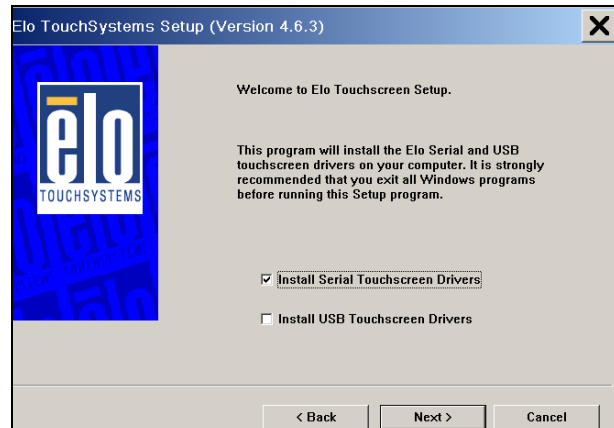 Elo TouchSystems Setup (Version 4.6.3)
elo
TOUCHSYSTEMS
Welcome to Elo Touchscreen Setup.
This program will install the Elo Serial and USB
touchscreen drivers on your computer. It is strongly
recommended that you exit all Windows programs
before running this Setup program.
Install Serial Touchscreen Drivers
Install USB Touchscreen Drivers
< Back
Next >
Cancel